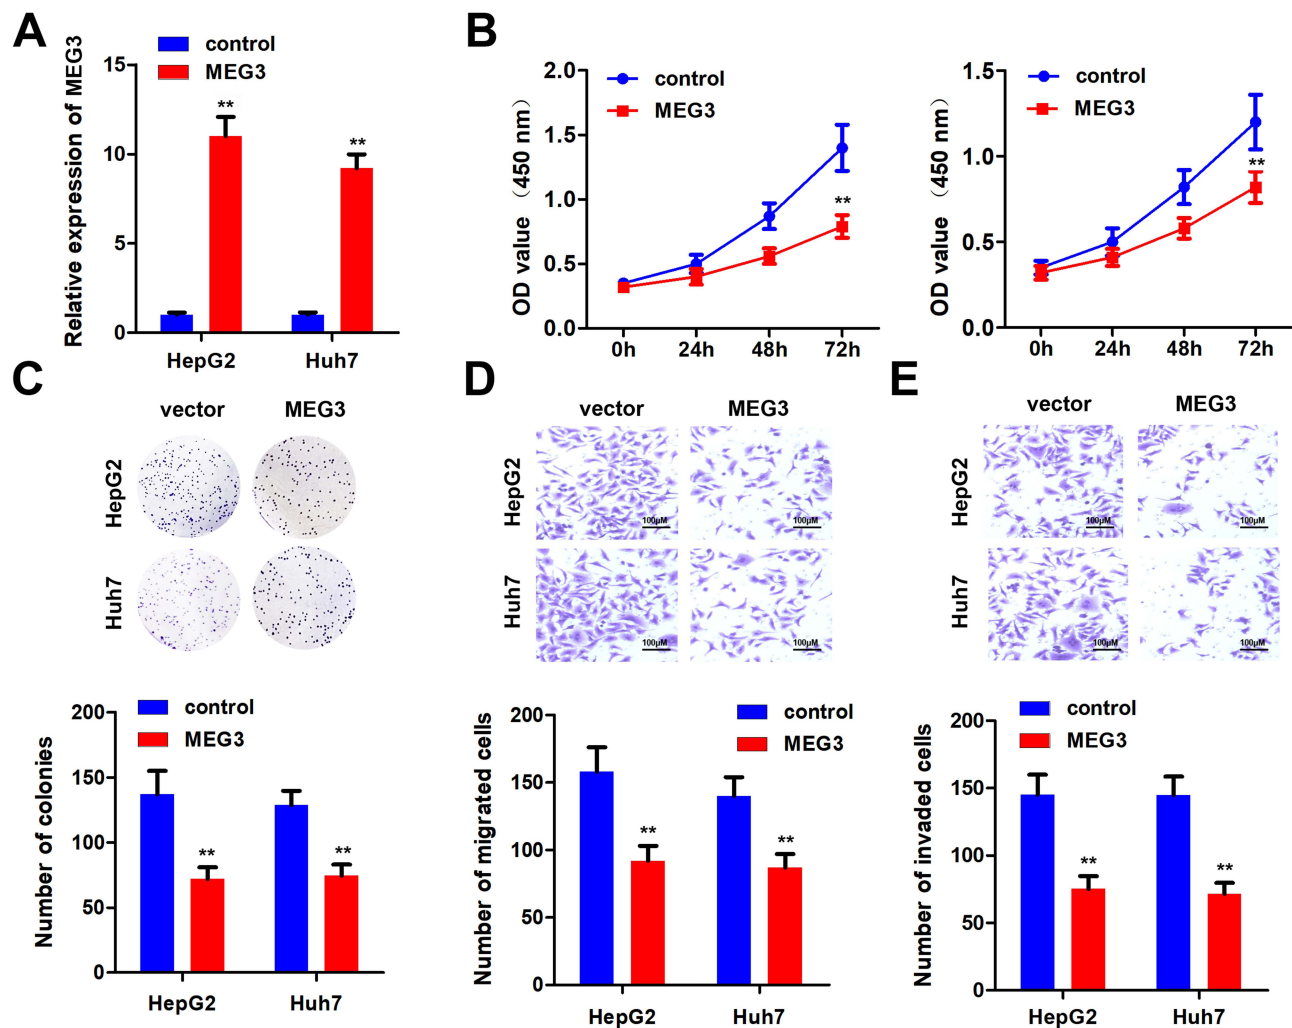 A
control
MEG3
Relative expression of MEG3
15
10
5
0
**
**
HepG2
Huh7
B
control
MEG3
OD value （450 nm）
2.0
1.5
1.0
0.5
0.0
**
0h
24h
48h
72h
control
MEG3
OD value （450 nm）
1.5
1.0
0.5
0.0
**
0h
24h
48h
72h
C
vector
MEG3
HepG2
Huh7
control
MEG3
Number of colonies
200
150
100
50
0
**
**
HepG2
Huh7
D
vector
MEG3
HepG2
100μM
100μM
Huh7
100μM
100μM
control
MEG3
Number of migrated cells
200
150
100
50
0
**
**
HepG2
Huh7
E
vector
MEG3
HepG2
100μM
100μM
Huh7
100μM
100μM
control
MEG3
Number of invaded cells
200
150
100
50
0
**
**
HepG2
Huh7